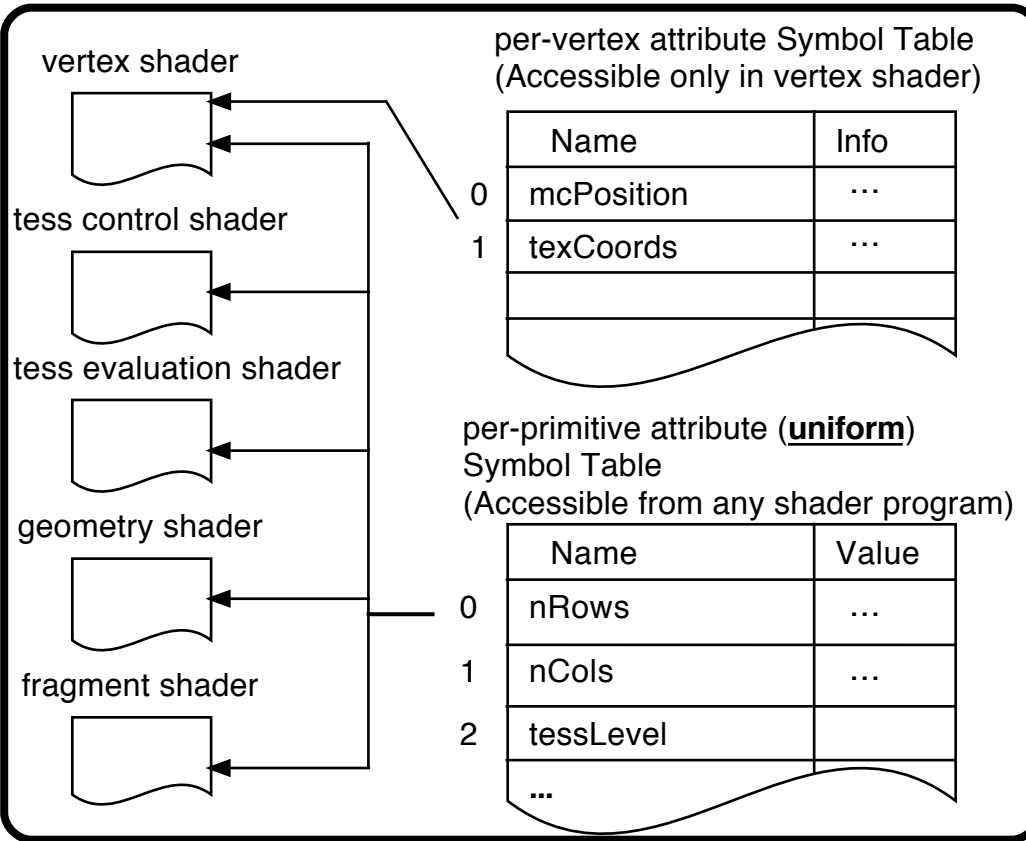 vertex shader
tess control shader
tess evaluation shader
geometry shader
fragment shader
per-vertex attribute Symbol Table
(Accessible only in vertex shader)
Name Info
0 mcPosition ...
1 texCoords ...
per-primitive attribute (uniform)
Symbol Table
(Accessible from any shader program)
Name Value
0 nRows ...
1 nCols ...
2 tessLevel
...